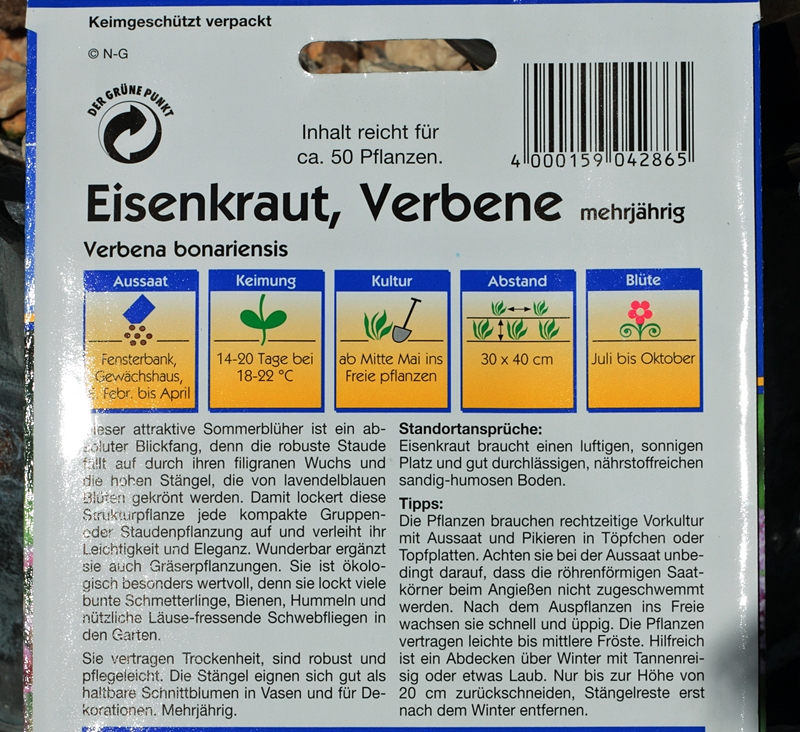 Keimgeschützt verpackt
© N-G
DER GRÜNE PUNKT
Inhalt reicht für
ca. 50 Pflanzen.
4 000159 042865
Eisenkraut, Verbene mehrjährig
Verbena bonariensis
Aussaat
Fensterbank,
Gewächshaus,
Febr. bis April
Keimung
14-20 Tage bei
18-22 °C
Kultur
ab Mitte Mai ins
Freie pflanzen
Abstand
30 x 40 cm
Blüte
Juli bis Oktober
Dieser attraktive Sommerblüher ist ein ab-
soluter Blickfang, denn die robuste Staude
fällt auf durch ihren filigranen Wuchs und
die hohen Stängel, die von lavendelblauen
Blüten gekrönt werden. Damit lockert diese
Strukturpflanze jede kompakte Gruppen-
oder Staudenpflanzung auf und verleiht ihr
Leichtigkeit und Eleganz. Wunderbar ergänzt
sie auch Gräserpflanzungen. Sie ist ökolo-
gisch besonders wertvoll, denn sie lockt viele
bunte Schmetterlinge, Bienen, Hummeln und
nützliche Läuse-fressende Schwebfliegen in
den Garten.
Sie vertragen Trockenheit, sind robust und
pflegeleicht. Die Stängel eignen sich gut als
haltbare Schnittblumen in Vasen und für De-
korationen. Mehrjährig.
Standortansprüche:
Eisenkraut braucht einen luftigen, sonnigen
Platz und gut durchlässigen, nährstoffreichen
sandig-humosen Boden.
Tipps:
Die Pflanzen brauchen rechtzeitige Vorkultur
mit Aussaat und Pikieren in Töpfchen oder
Topfplatten. Achten sie bei der Aussaat unbe-
dingt darauf, dass die röhrenförmigen Saat-
körner beim Angießen nicht zugeschwemmt
werden. Nach dem Auspflanzen ins Freie
wachsen sie schnell und üppig. Die Pflanzen
vertragen leichte bis mittlere Fröste. Hilfreich
ist ein Abdecken über Winter mit Tannenrei-
sig oder etwas Laub. Nur bis zur Höhe von
20 cm zurückschneiden, Stängelreste erst
nach dem Winter entfernen.